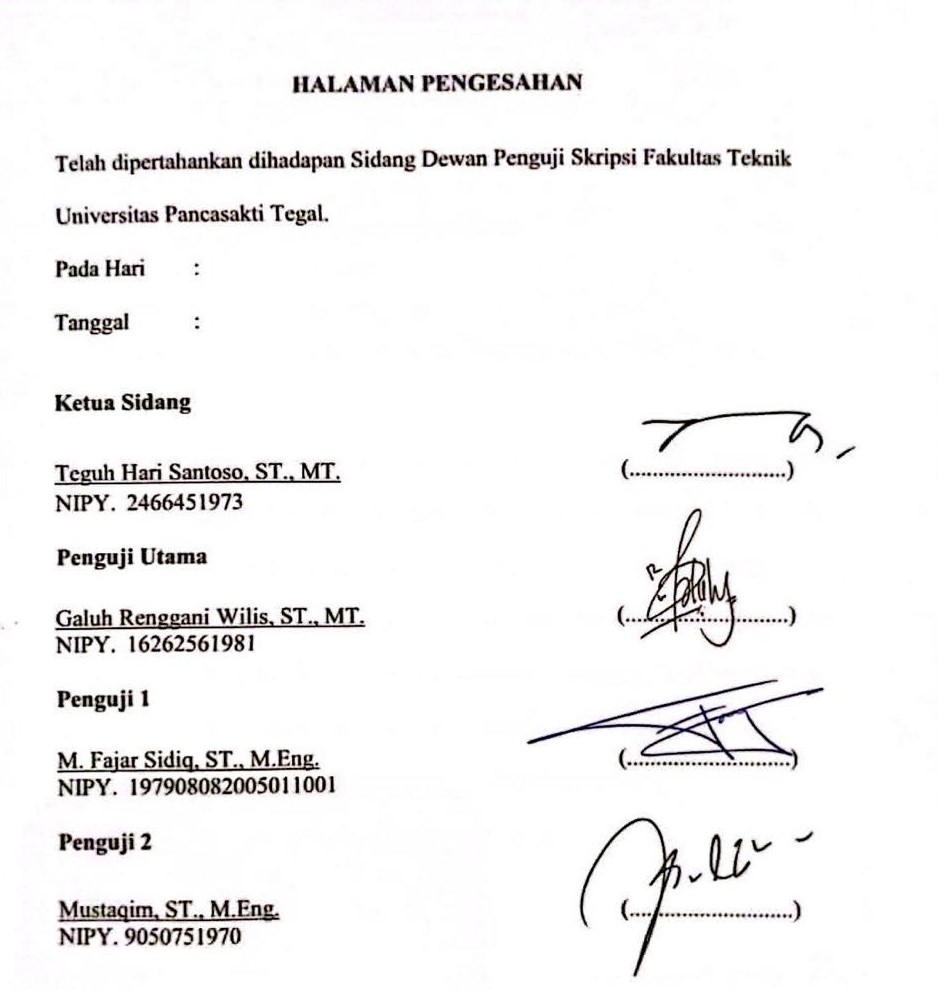 HALAMAN PENGESAHAN
Telah dipertahankan dihadapan Sidang Dewan Penguji Skripsi Fakultas Teknik
Universitas Pancasakti Tegal.
Pada Hari :
Tanggal :
Ketua Sidang
Teguh Hari Santoso, ST., MT. (............................)
NIPY. 2466451973
Penguji Utama
Galuh Renggani Wilis, ST., MT. (............................)
NIPY. 16262561981
Penguji 1
M. Fajar Sidiq, ST., M.Eng. (............................)
NIPY. 197908082005011001
Penguji 2
Mustaqim, ST., M.Eng. (............................)
NIPY. 9050751970